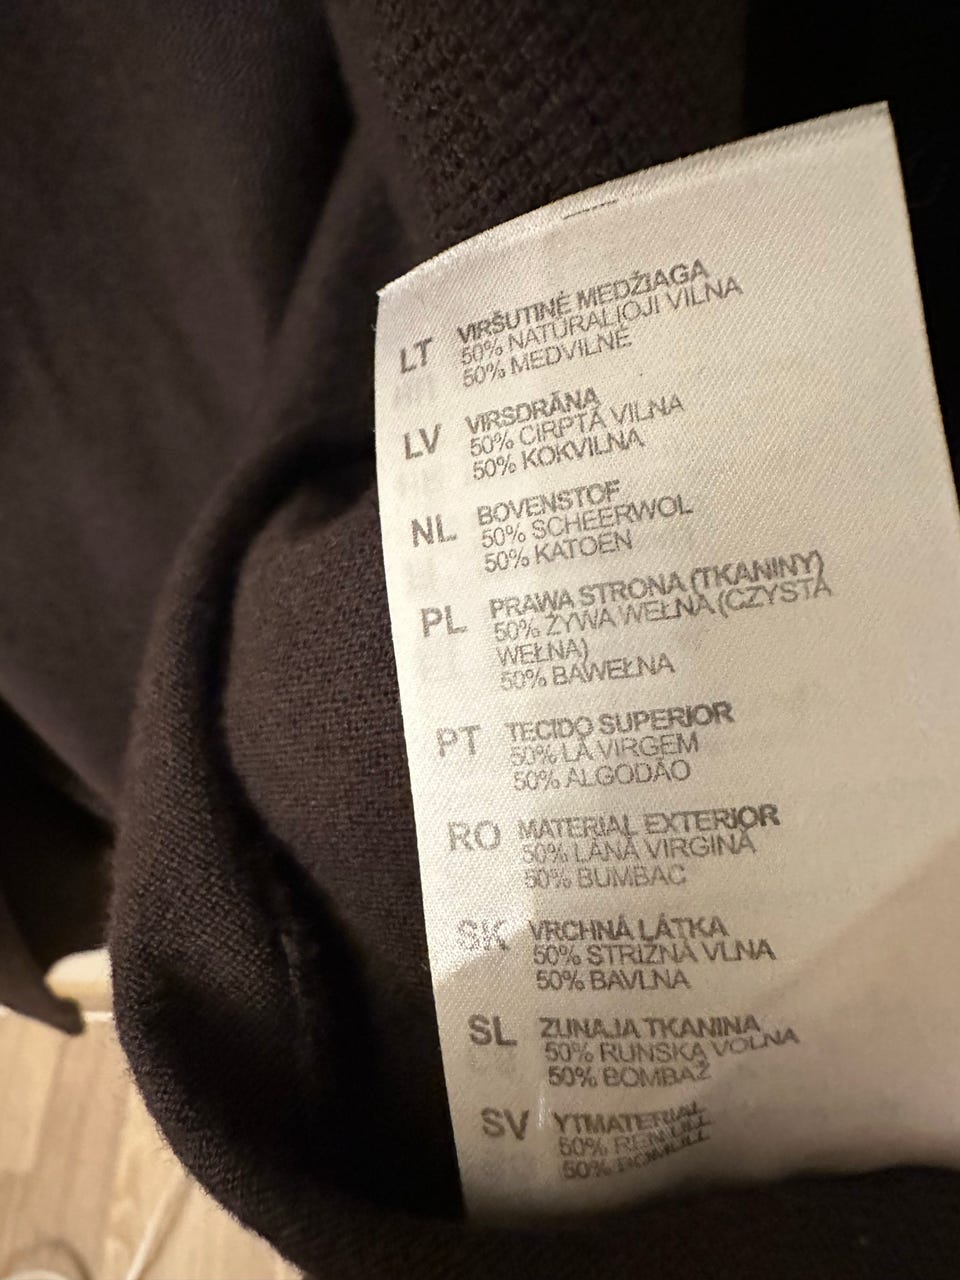 LT VIRŠUTINĖ MEDŽIAGA
50% NATŪRALIOJI VILNA
50% MEDVILNĖ
LV VIRSDRĀNA
50% CIRPTĀ VILNA
50% KOKVILNA
NL BOVENSTOF
50% SCHEERWOL
50% KATOEN
PL PRAWA STRONA (TKANINY)
50% ŻYWA WEŁNA (CZYSTA
WEŁNA)
50% BAWEŁNA
PT TECIDO SUPERIOR
50% LÃ VIRGEM
50% ALGODÃO
RO MATERIAL EXTERIOR
50% LÂNĂ VIRGINĂ
50% BUMBAC
SK VRCHNÁ LÁTKA
50% STRIŽNÁ VLNA
50% BAVLNA
SL ZUNAJA TKANINA
50% RUNSKA VOLNA
50% BOMBAŽ
SV YTMATERIAL
50% REN ULL
50% BOMULL